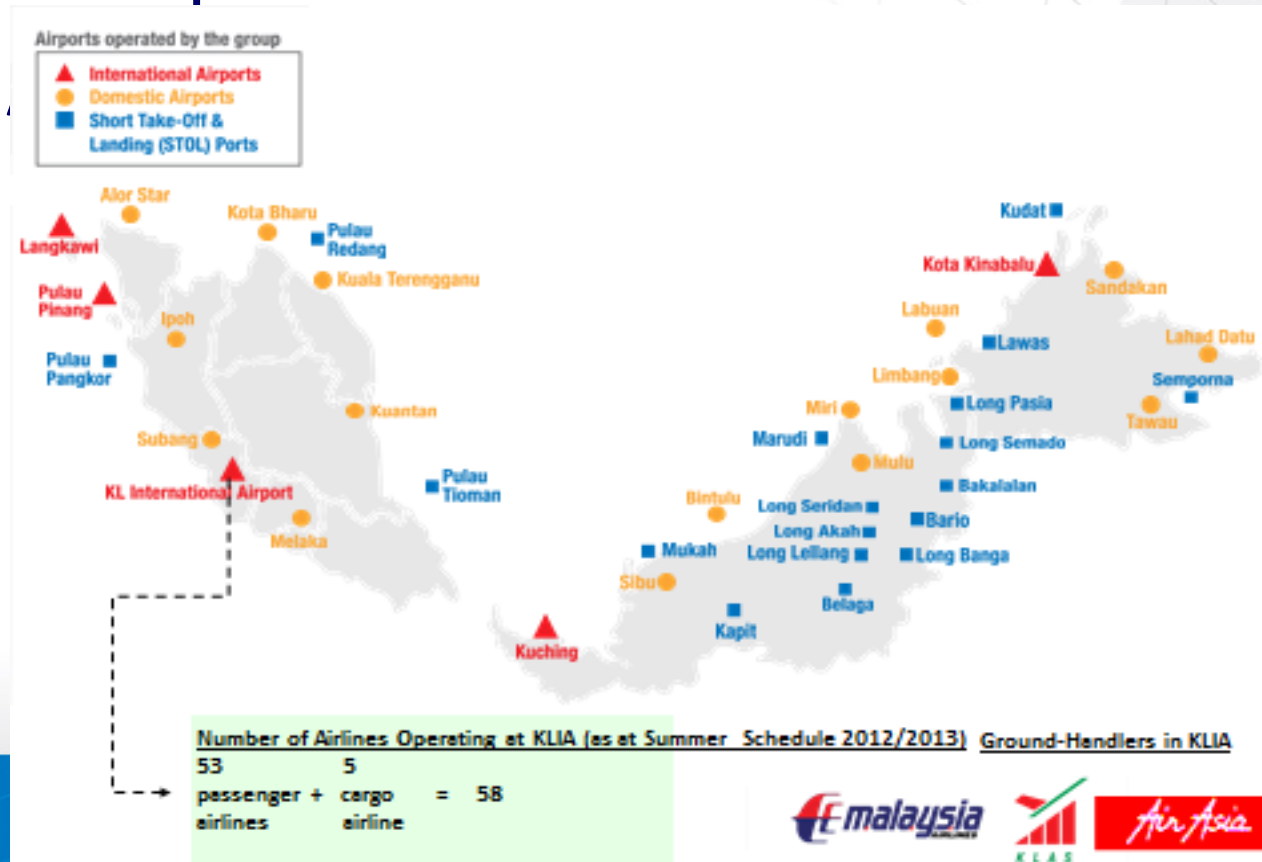 Airports operated by the group
International Airports
Domestic Airports
Short Take-Off &
Landing (STOL) Ports
Alor Star
Langkawi
Kota Bharu
Pulau
Redang
Kuala Terengganu
Pulau
Pinang
Ipoh
Pulau
Pangkor
Kuantan
Subang
KL International Airport
Pulau
Tioman
Melaka
Kudat
Kota Kinabalu
Sandakan
Labuan
Lawas
Lahad Datu
Limbang
Semporna
Long Pasia
Miri
Tawau
Marudi
Long Semado
Mulu
Bakalalan
Bintulu
Long Seridan
Bario
Long Akah
Mukah
Long Lellang
Long Banga
Sibu
Belaga
Kapit
Kuching
Number of Airlines Operating at KLIA (as at Summer Schedule 2012/2013)
Ground-Handlers in KLIA
53 5
passenger + cargo = 58
airlines airline
malaysia
AIRLINES
KLAS
Air Asia